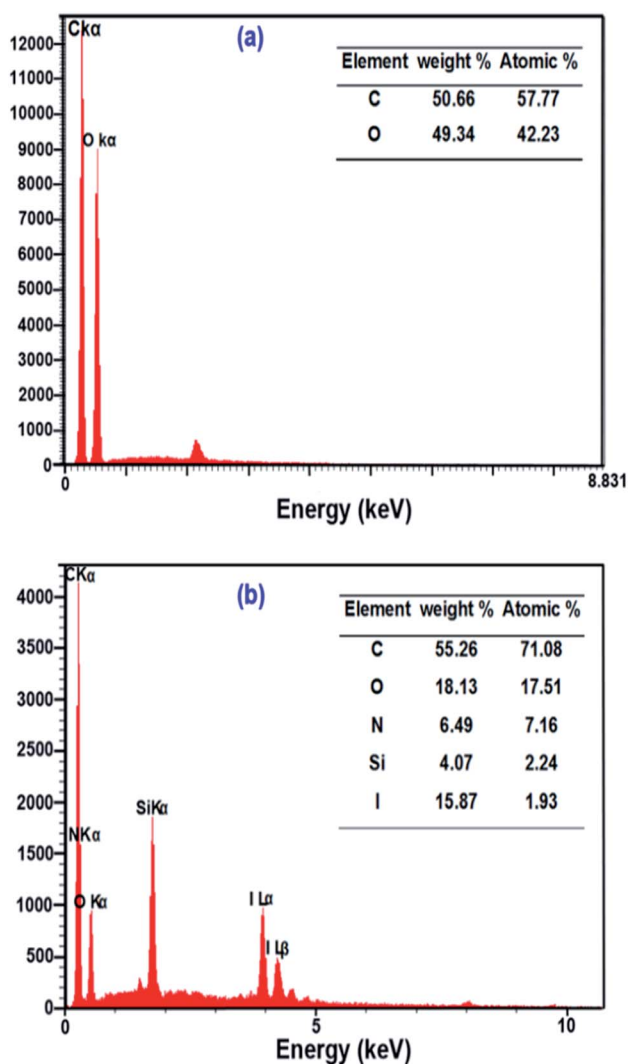 (a)
Ckα
O kα
12000
11000
10000
9000
8000
7000
6000
5000
4000
3000
2000
1000
0
Element weight % Atomic %
C 50.66 57.77
O 49.34 42.23
0 8.831
Energy (keV)
(b)
CKα
NKα
O Kα
SiKα
I Lα
I Lβ
4000
3500
3000
2500
2000
1500
1000
500
0
Element weight % Atomic %
C 55.26 71.08
O 18.13 17.51
N 6.49 7.16
Si 4.07 2.24
I 15.87 1.93
0 5 10
Energy (keV)